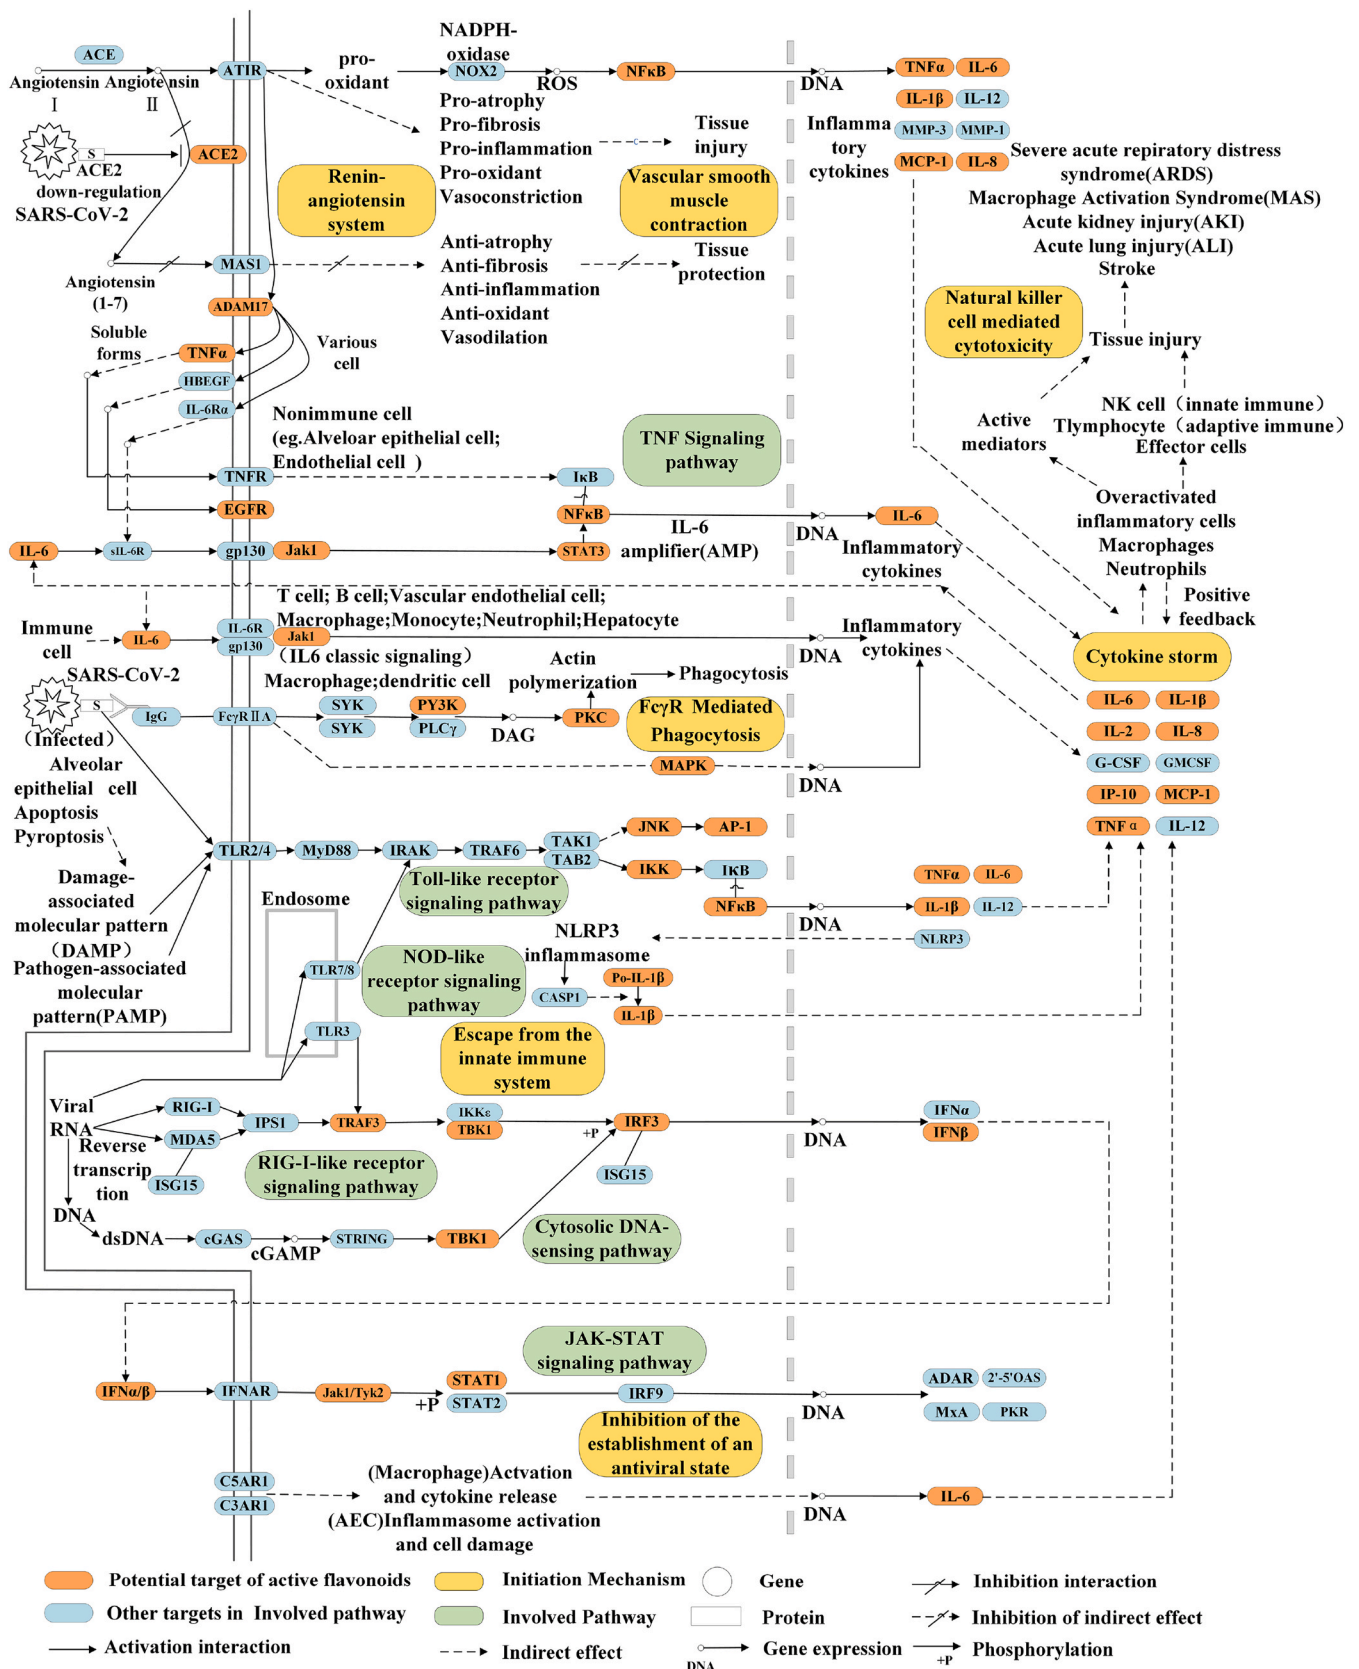 NADPH-
oxidase
ACE
ATIR
pro-
oxidant
NOX2
ROS
NFκB
DNA
TNFα
IL-6
Angiotensin
I
Angiotensin
II
IL-1β
IL-12
Pro-atrophy
Pro-fibrosis
Pro-inflammation
Pro-oxidant
Vasoconstriction
c
Tissue
injury
Inflamma
tory
cytokines
MMP-3
MMP-1
MCP-1
IL-8
S
ACE2
ACE2
down-regulation
SARS-CoV-2
Renin-
angiotensin
system
Vascular smooth
muscle
contraction
Severe acute repiratory distress
syndrome(ARDS)
Macrophage Activation Syndrome(MAS)
Acute kidney injury(AKI)
Acute lung injury(ALI)
Stroke
Angiotensin
(1-7)
MAS1
Anti-atrophy
Anti-fibrosis
Anti-inflammation
Anti-oxidant
Vasodilation
Tissue
protection
ADAM17
Natural killer
cell mediated
cytotoxicity
Soluble
forms
TNFα
Various
cell
HBEGF
IL-6Rα
Tissue injury
Nonimmune cell
(eg.Alveloar epithelial cell;
Endothelial cell )
TNF Signaling
pathway
Active
mediators
NK cell（innate immune）
Tlymphocyte（adaptive immune）
Effector cells
TNFR
IκB
EGFR
NFκB
IL-6
amplifier(AMP)
DNA
IL-6
Overactivated
inflammatory cells
Macrophages
Neutrophils
IL-6
sIL-6R
gp130
Jak1
STAT3
Inflammatory
cytokines
Positive
feedback
T cell; B cell;Vascular endothelial cell;
Macrophage;Monocyte;Neutrophil;Hepatocyte
Immune
cell
IL-6
IL-6R
gp130
Jak1
DNA
Inflammatory
cytokines
Cytokine storm
（IL6 classic signaling）
Macrophage;dendritic cell
SARS-CoV-2
Actin
polymerization
Phagocytosis
S
IgG
FcγRⅡA
SYK
SYK
PY3K
PLCγ
DAG
PKC
FcγR Mediated
Phagocytosis
IL-6
IL-1β
IL-2
IL-8
（Infected）
Alveolar
epithelial cell
Apoptosis
Pyroptosis
MAPK
DNA
G-CSF
GMCSF
IP-10
MCP-1
TNFα
IL-12
JNK
AP-1
TLR2/4
MyD88
IRAK
TRAF6
TAK1
TAB2
IKK
IκB
Toll-like receptor
signaling pathway
Damage-
associated
molecular pattern
（DAMP）
Endosome
NFκB
DNA
TNFα
IL-6
IL-1β
IL-12
NLRP3
NLRP3
inflammasome
Pathogen-associated
molecular
pattern(PAMP)
TLR7/8
NOD-like
receptor signaling
pathway
Po-IL-1β
CASP1
IL-1β
TLR3
Escape from the
innate immune
system
Viral
RNA
RIG-I
IPS1
TRAF3
IKKε
TBK1
+P
IRF3
DNA
IFNα
IFNβ
MDA5
Reverse
transcrip
tion
ISG15
RIG-I-like receptor
signaling pathway
ISG15
DNA
dsDNA
cGAS
cGAMP
STRING
TBK1
Cytosolic DNA-
sensing pathway
JAK-STAT
signaling pathway
IFNα/β
IFNAR
Jak1/Tyk2
+P
STAT1
STAT2
IRF9
DNA
ADAR
2'-5'OAS
MxA
PKR
Inhibition of the
establishment of an
antiviral state
C5AR1
C3AR1
(Macrophage)Actvation
and cytokine release
(AEC)Inflammasome activation
and cell damage
DNA
IL-6
Potential target of active flavonoids
Initiation Mechanism
Gene
Inhibition interaction
Other targets in Involved pathway
Involved Pathway
Protein
Inhibition of indirect effect
Activation interaction
Indirect effect
DNA
Gene expression
+P
Phosphorylation